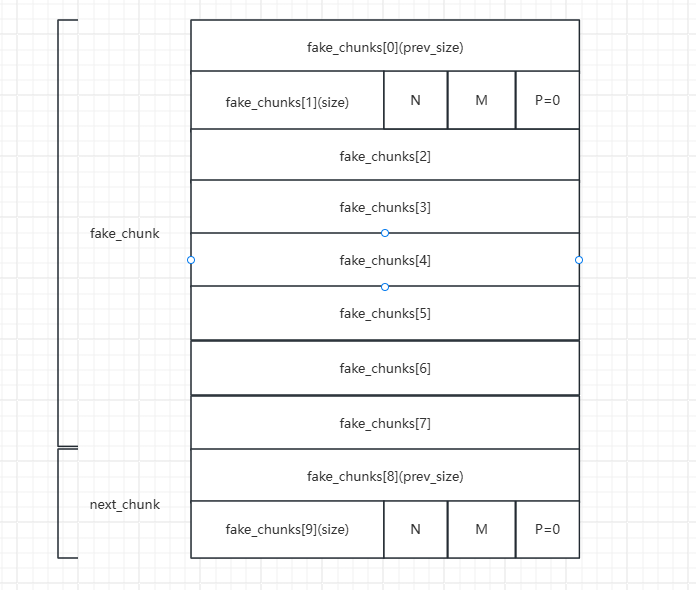 fake_chunks[0](prev_size)
fake_chunks[1](size) N M P=0
fake_chunks[2]
fake_chunks[3]
fake_chunk
fake_chunks[4]
fake_chunks[5]
fake_chunks[6]
fake_chunks[7]
fake_chunks[8](prev_size)
next_chunk
fake_chunks[9](size) N M P=0